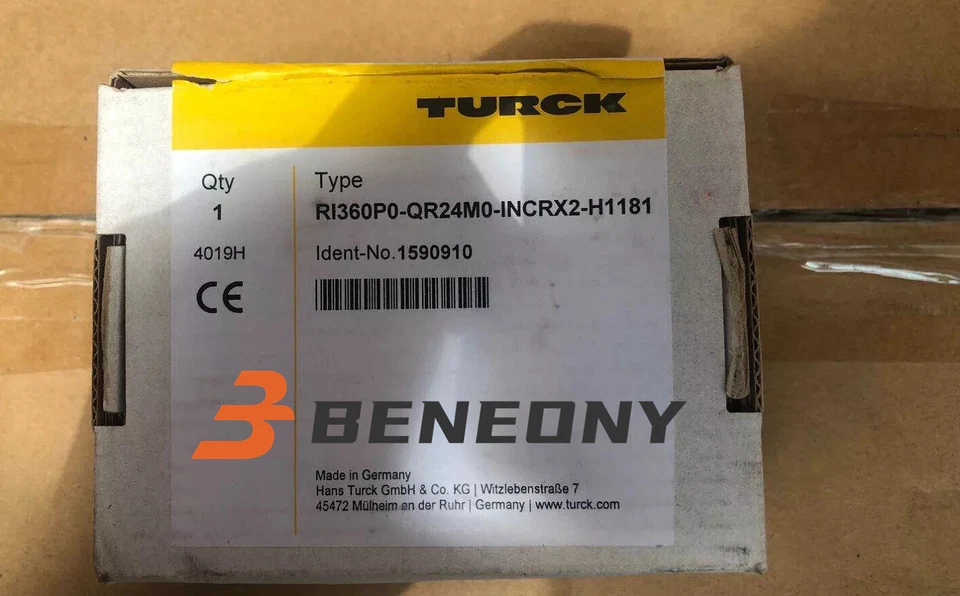 TURCK
Qty
1
4019H
CE
Type
RI360P0-QR24M0-INCRX2-H1181
Ident-No.1590910
BENEONY
Made in Germany
Hans Turck GmbH & Co. KG | Witzlebenstraße 7
45472 Mülheim an der Ruhr | Germany | www.turck.com